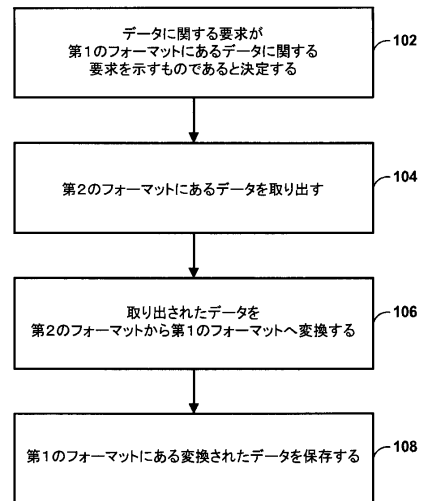 データに関する要求が
第1のフォーマットにあるデータに関する
要求を示すものであると決定する
102
第2のフォーマットにあるデータを取り出す
104
取り出されたデータを
第2のフォーマットから第1のフォーマットへ変換する
106
第1のフォーマットにある変換されたデータを保存する
108